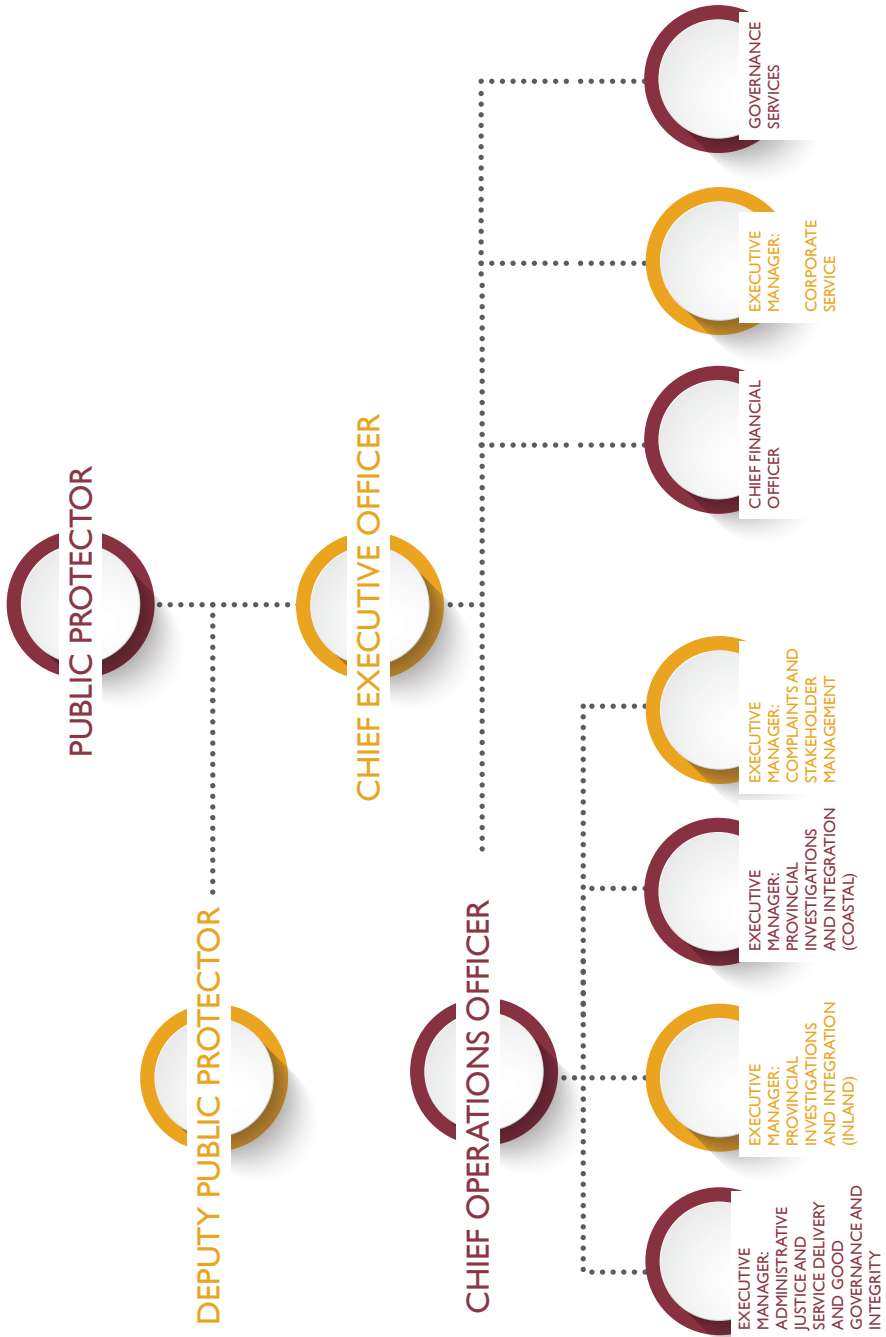 PUBLIC PROTECTOR
DEPUTY PUBLIC PROTECTOR
CHIEF EXECUTIVE OFFICER
CHIEF OPERATIONS OFFICER
EXECUTIVE
MANAGER:
ADMINISTRATIVE
JUSTICE AND
SERVICE DELIVERY
AND GOOD
GOVERNANCE AND
INTEGRITY
EXECUTIVE
MANAGER:
PROVINCIAL
INVESTIGATIONS
AND INTEGRATION
(INLAND)
EXECUTIVE
MANAGER:
PROVINCIAL
INVESTIGATIONS
AND INTEGRATION
(COASTAL)
EXECUTIVE
MANAGER:
COMPLAINTS AND
STAKEHOLDER
MANAGEMENT
CHIEF FINANCIAL
OFFICER
EXECUTIVE
MANAGER:
CORPORATE
SERVICE
GOVERNANCE
SERVICES